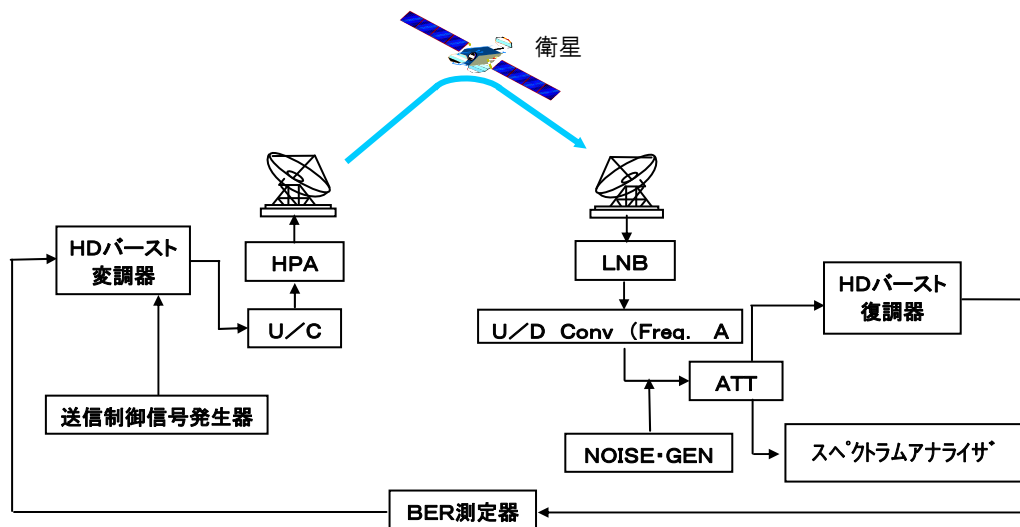 衛星
HDバースト
変調器
HPA
U/C
送信制御信号発生器
LNB
U/D Conv (Freq. A
ATT
NOISE・GEN
HDバースト
復調器
スペクトラムアナライザ
BER測定器